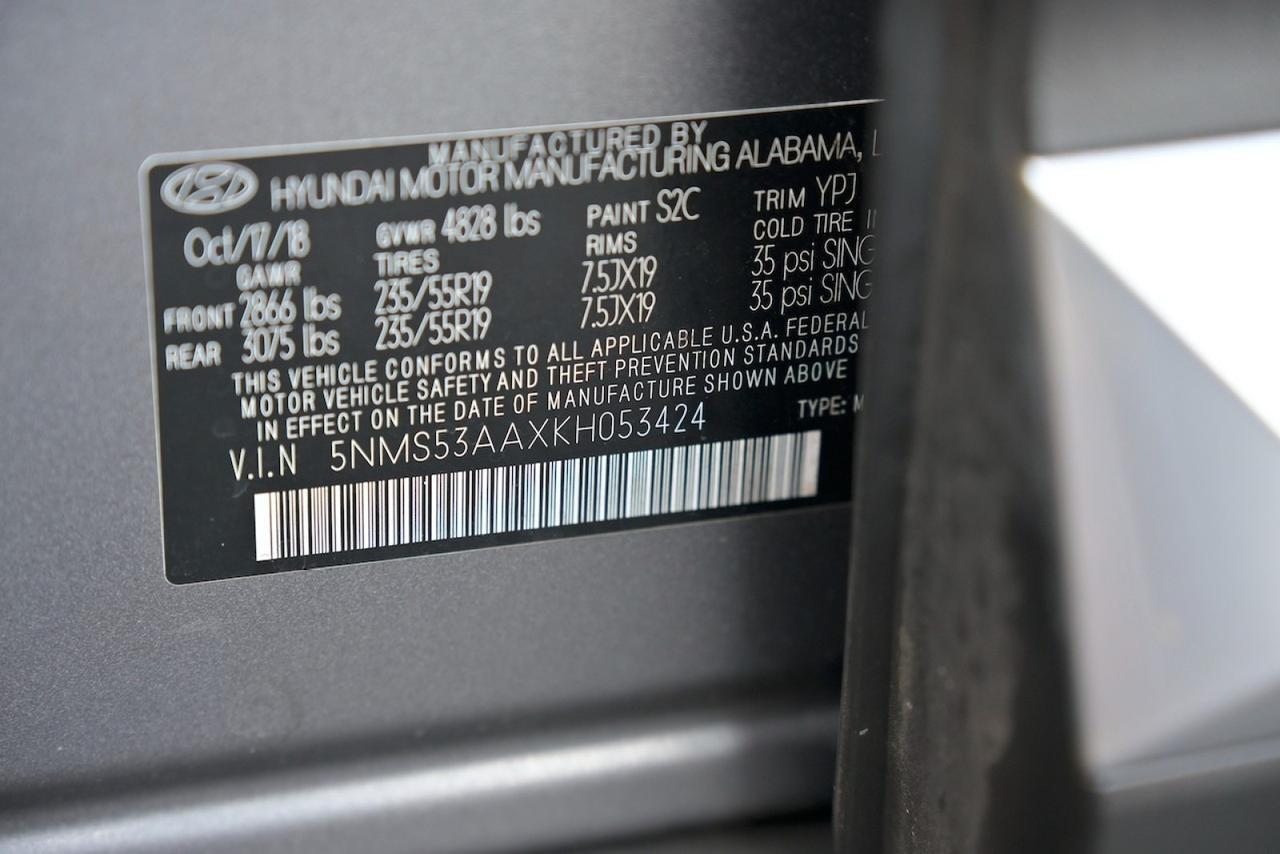 MANUFACTURED BY
HYUNDAI MOTOR MANUFACTURING ALABAMA,
Oct/17/18 GVWR 4828 lbs PAINT S2C TRIM YPJ
GAWR TIRES RIMS COLD TIRE
FRONT 2866 lbs 235/55R19 7.5JX19 35 psi SING
REAR 3075 lbs 235/55R19 7.5JX19 35 psi SING
THIS VEHICLE CONFORMS TO ALL APPLICABLE U.S.A. FEDERAL
MOTOR VEHICLE SAFETY AND THEFT PREVENTION STANDARDS
IN EFFECT ON THE DATE OF MANUFACTURE SHOWN ABOVE
V.I.N 5NMS53AAXKH053424 TYPE: M